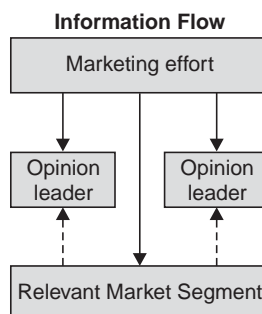 Information Flow
Marketing effort
Opinion
leader
Opinion
leader
Relevant Market Segment